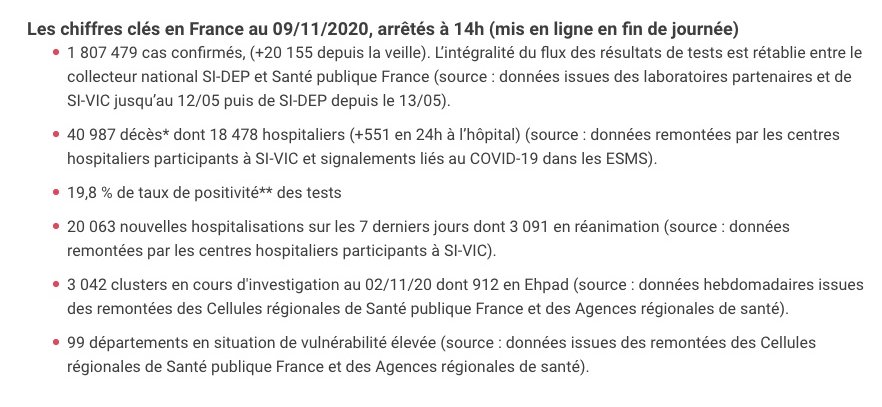 Les chiffres clés en France au 09/11/2020, arrêtés à 14h (mis en ligne en fin de journée)
• 1 807 479 cas confirmés, (+20 155 depuis la veille). L’intégralité du flux des résultats de tests est rétablie entre le
collecteur national SI-DEP et Santé publique France (source : données issues des laboratoires partenaires et de
SI-VIC jusqu’au 12/05 puis de SI-DEP depuis le 13/05).
• 40 987 décès* dont 18 478 hospitaliers (+551 en 24h à l’hôpital) (source : données remontées par les centres
hospitaliers participants à SI-VIC et signalements liés au COVID-19 dans les ESMS).
• 19,8 % de taux de positivité** des tests
• 20 063 nouvelles hospitalisations sur les 7 derniers jours dont 3 091 en réanimation (source : données
remontées par les centres hospitaliers participants à SI-VIC).
• 3 042 clusters en cours d'investigation au 02/11/20 dont 912 en Ehpad (source : données hebdomadaires issues
des remontées des Cellules régionales de Santé publique France et des Agences régionales de santé).
• 99 départements en situation de vulnérabilité élevée (source : données issues des remontées des Cellules
régionales de Santé publique France et des Agences régionales de santé).